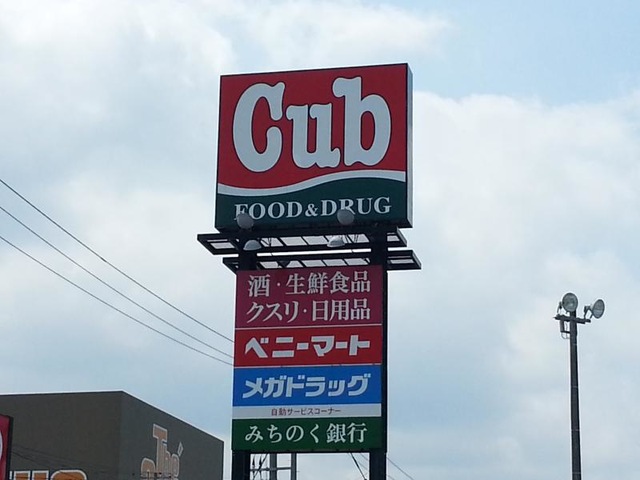 Cub
FOOD & DRUG
酒・生鮮食品
クスリ・日用品
ベニーマート
メガドラッグ
自動サービスコーナー
みちのく銀行
The